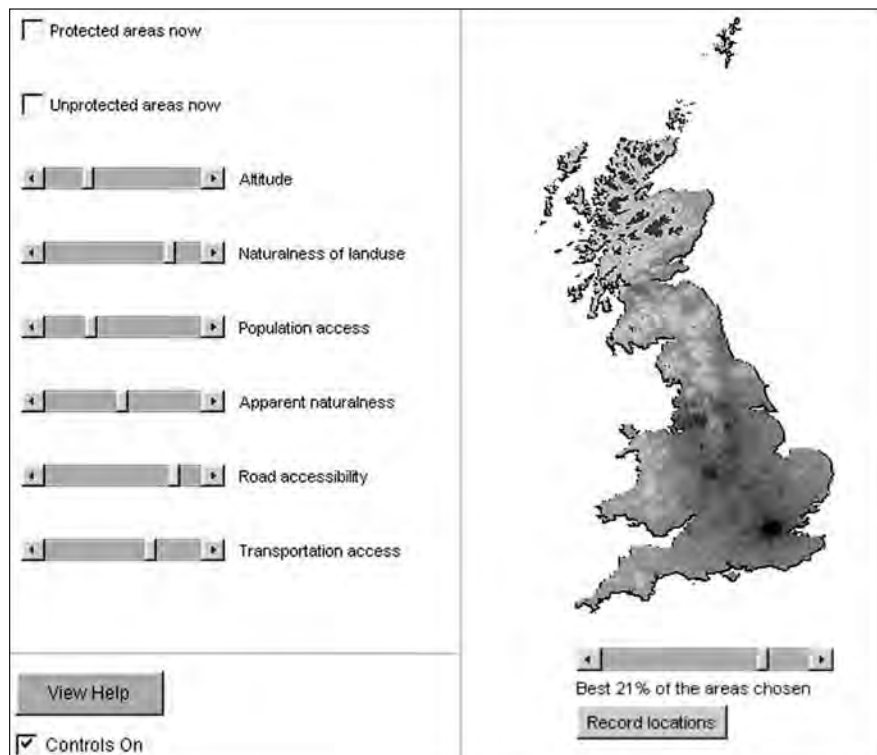 Protected areas now
Unprotected areas now
Altitude
Naturalness of landuse
Population access
Apparent naturalness
Road accessibility
Transportation access
View Help
Controls On
Best 21% of the areas chosen
Record locations